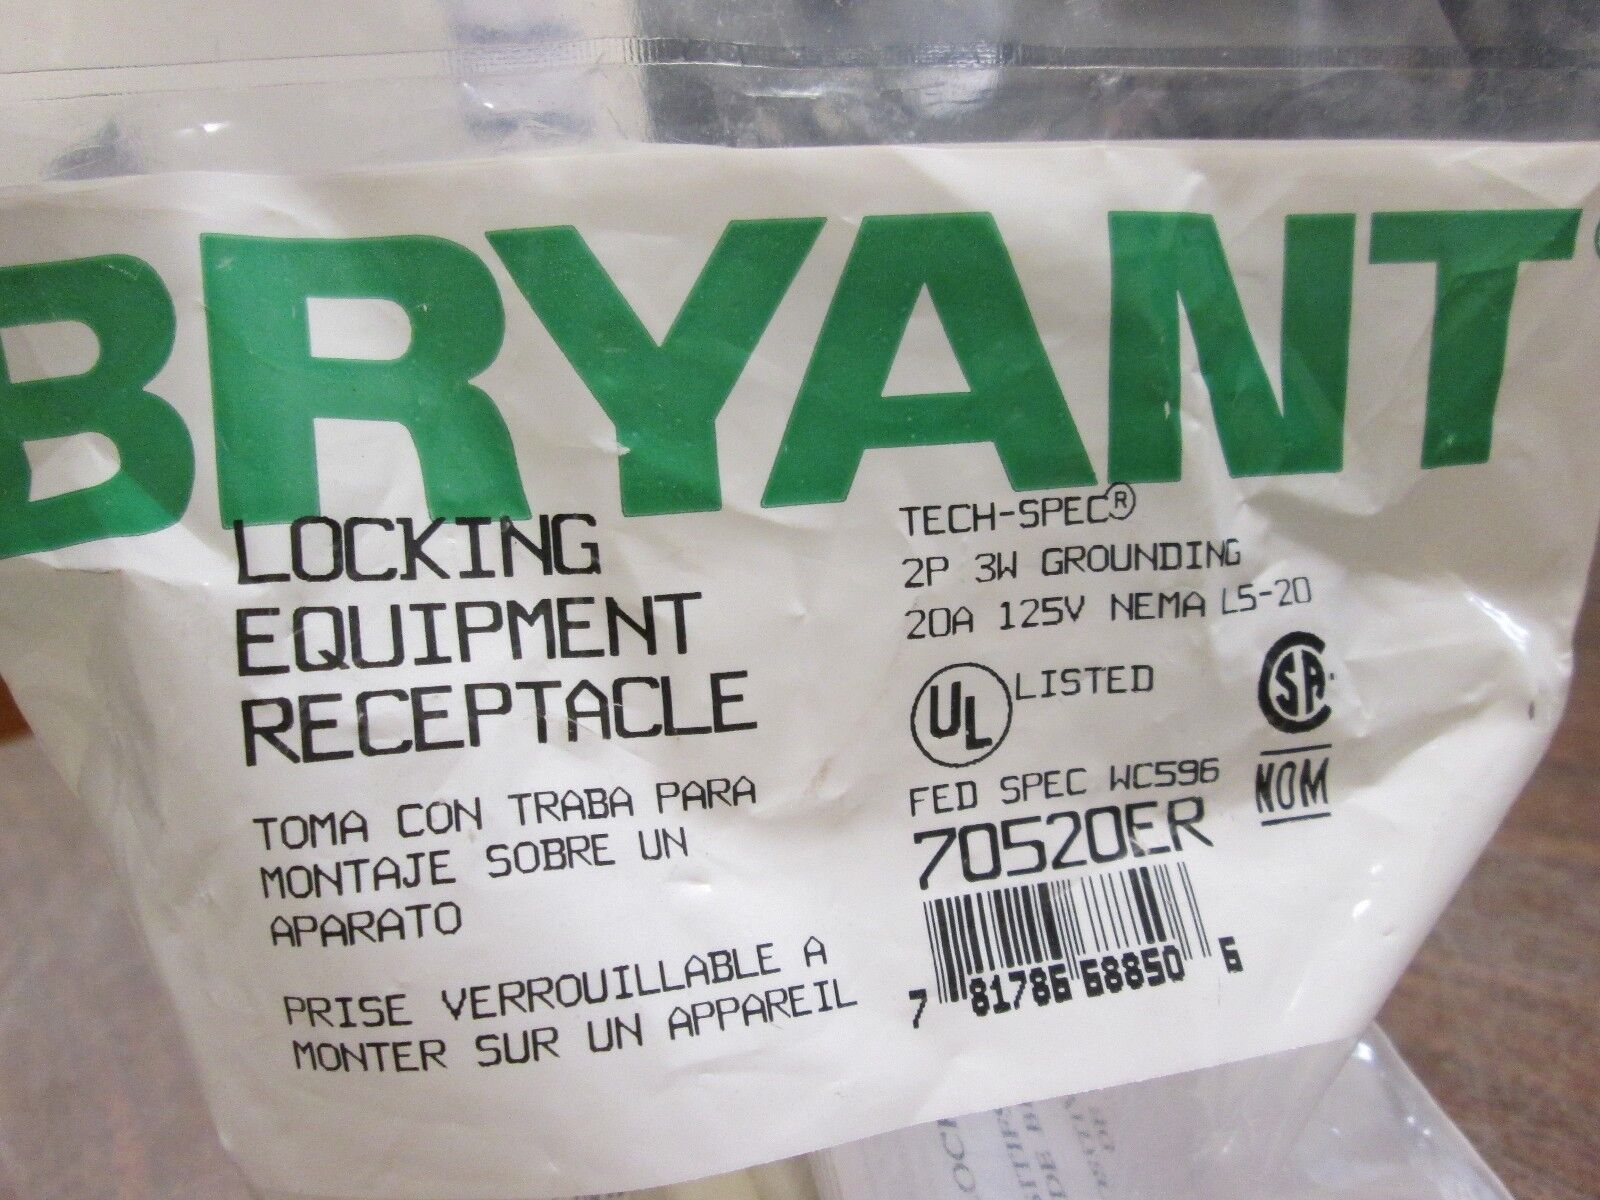 BRYANT
LOCKING
EQUIPMENT
RECEPTACLE
TOMA CON TRABA PARA
MONTAJE SOBRE UN
APARATO
PRISE VERROUILLABLE A
MONTER SUR UN APPAREIL
TECH-SPEC®
2P 3W GROUNDING
20A 125V NEMA L5-20
UL LISTED
SA
FED SPEC WC596
NOM
70520ER
7 81786 68850 6